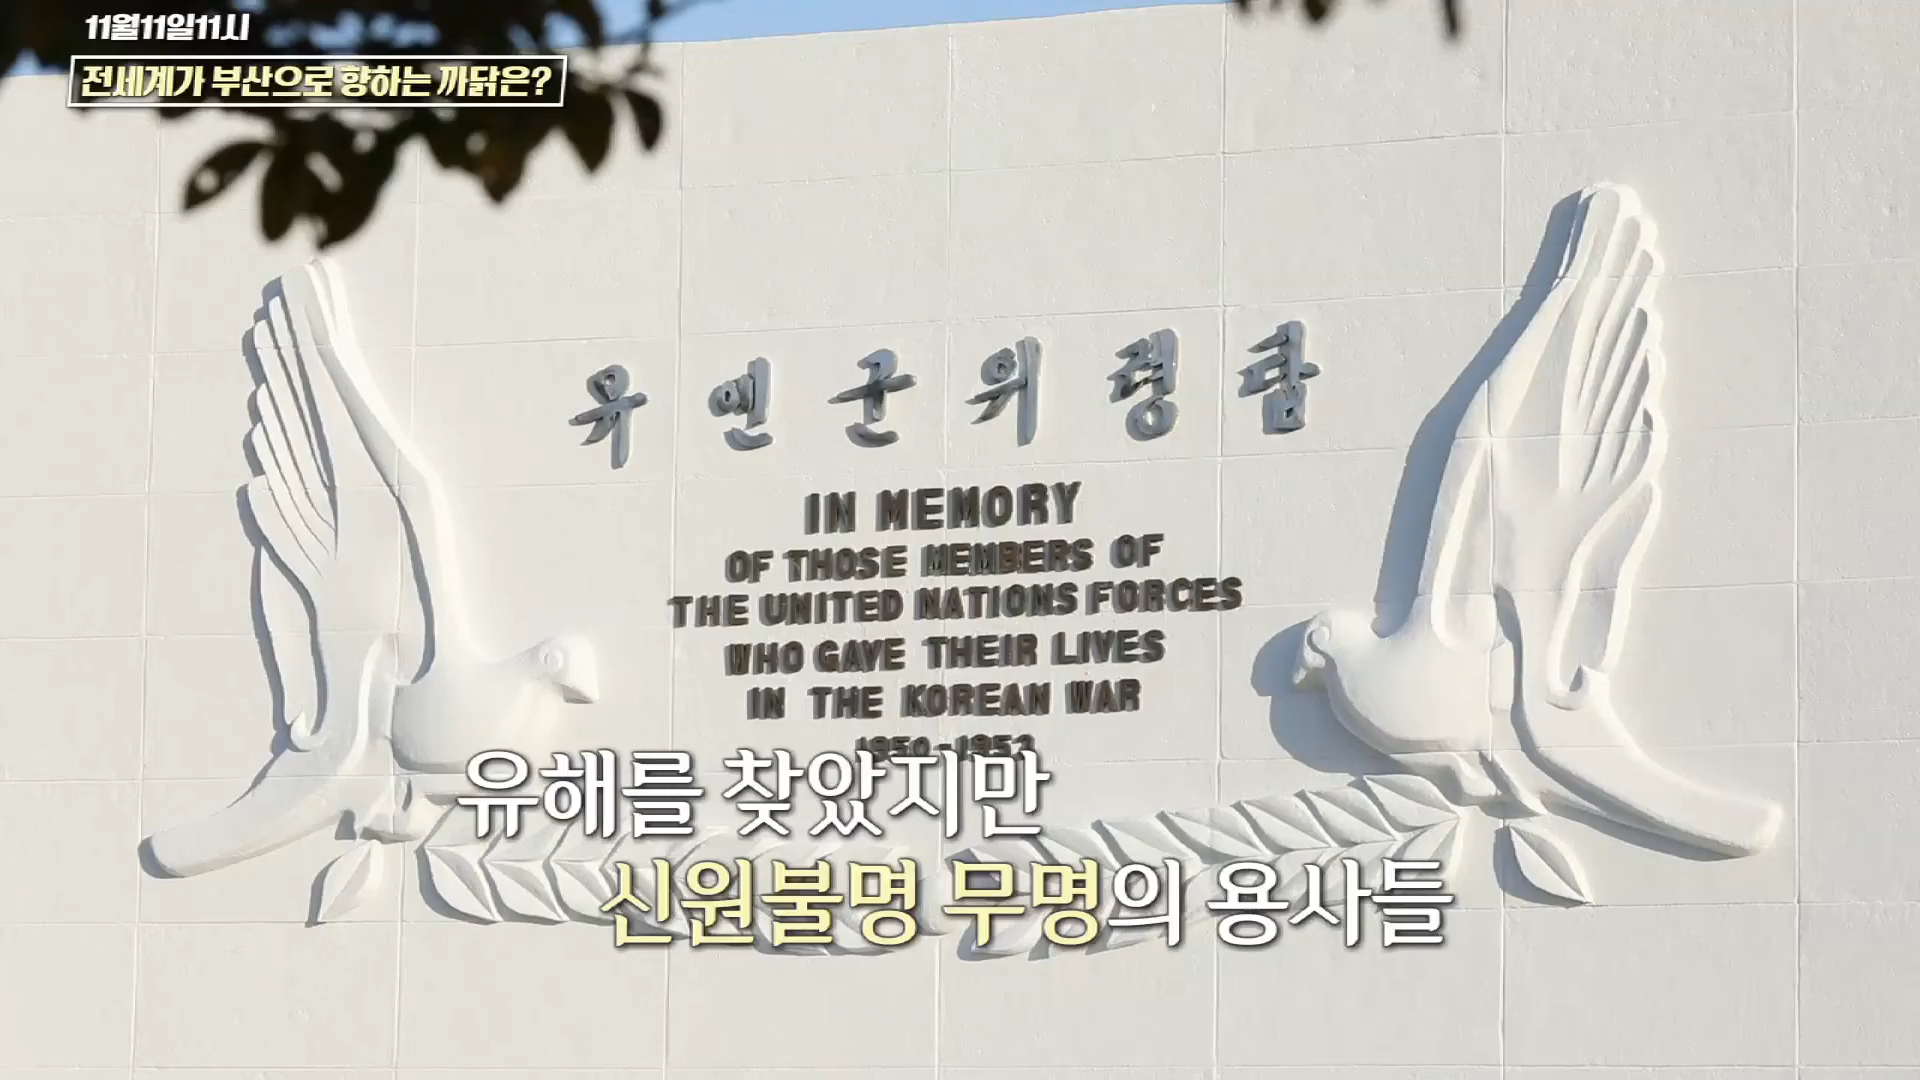 11월11일11시
전세계가 부산으로 향하는 까닭은?
유엔군위령탑
IN MEMORY
OF THOSE MEMBERS OF
THE UNITED NATIONS FORCES
WHO GAVE THEIR LIVES
IN THE KOREAN WAR
1950-1953
유해를 찾았지만
신원불명 무명의 용사들